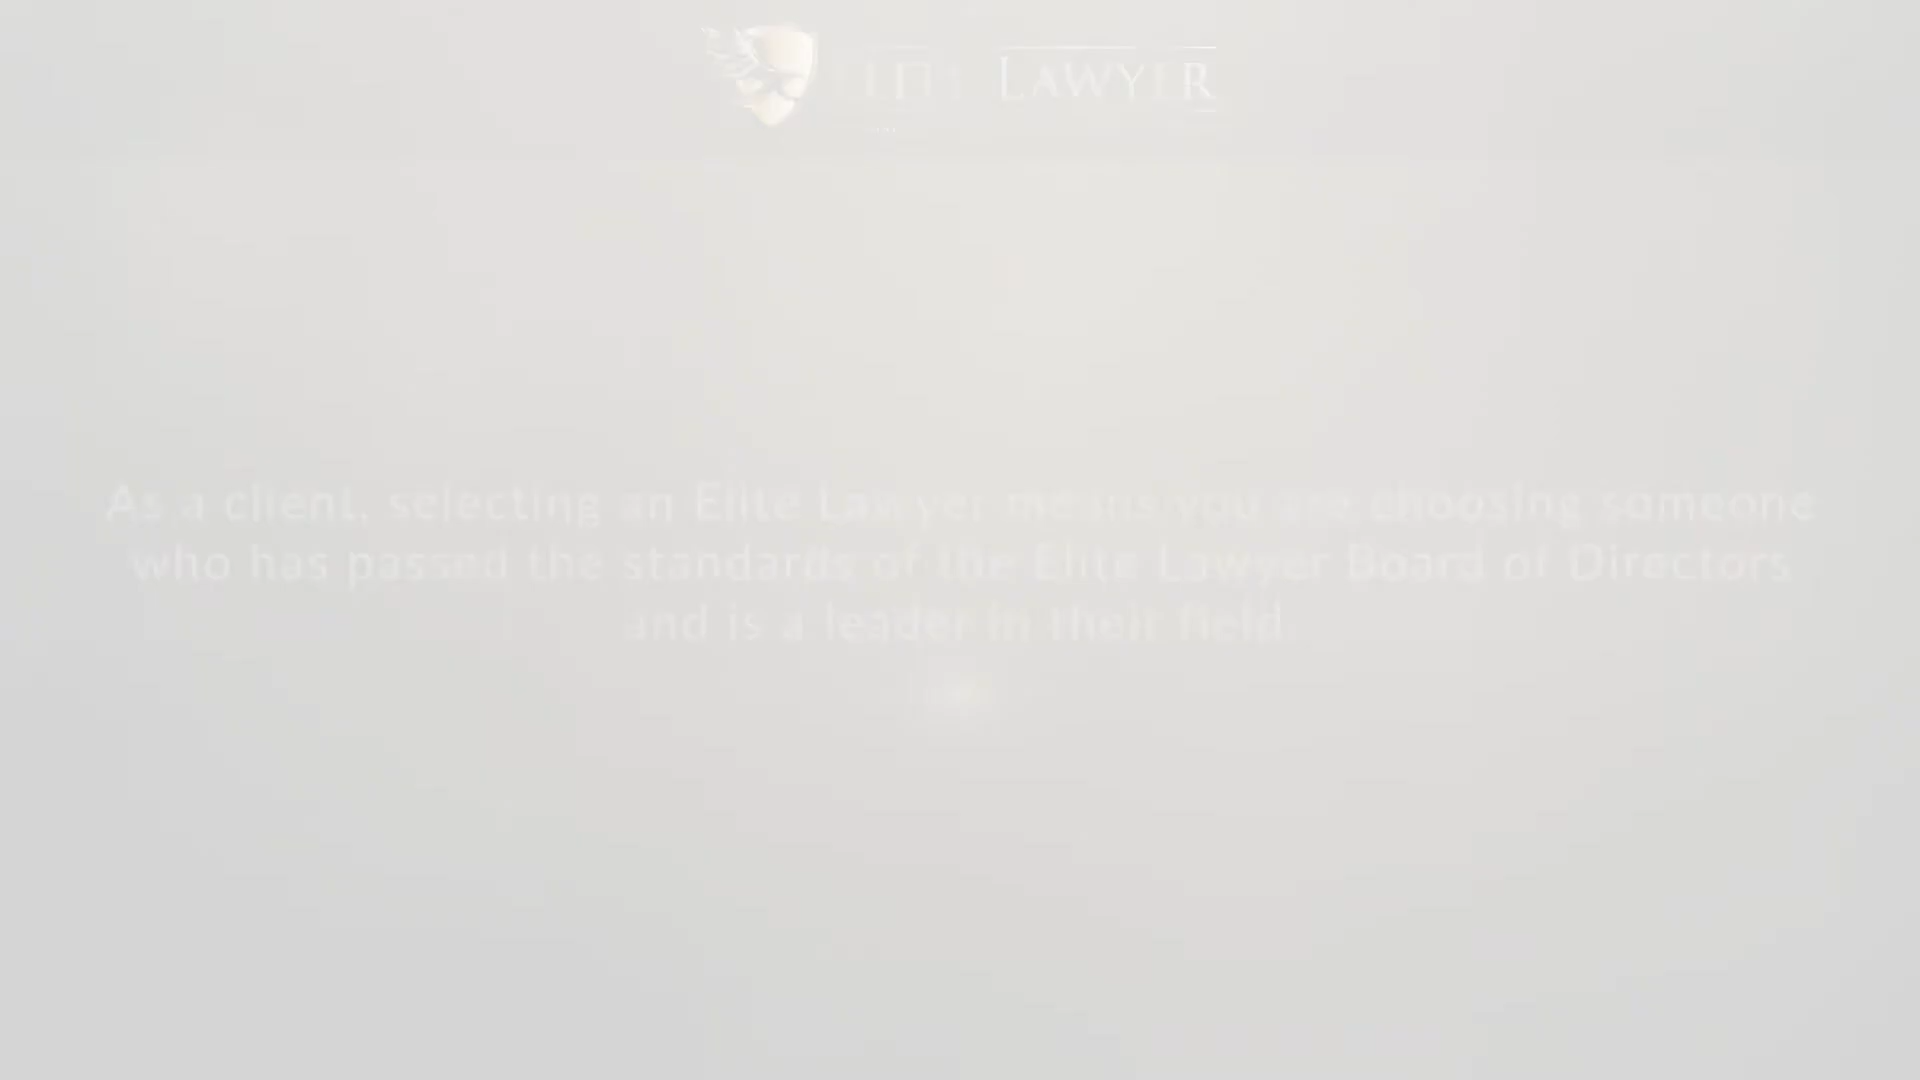 ELITE LAWYER
As a client, selecting an Elite Lawyer means you are choosing someone
who has passed the standards of the Elite Lawyer Board of Directors
and is a leader in their field.